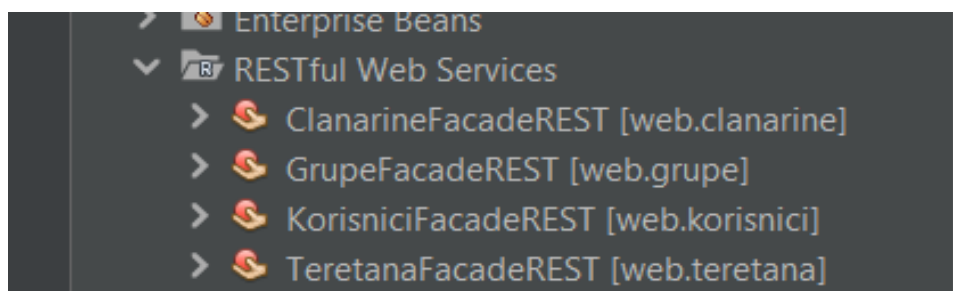 Enterprise Beans
RESTful Web Services
ClanarineFacadeREST [web.clanarine]
GrupeFacadeREST [web.grupe]
KorisniciFacadeREST [web.korisnici]
TeretanaFacadeREST [web.teretana]